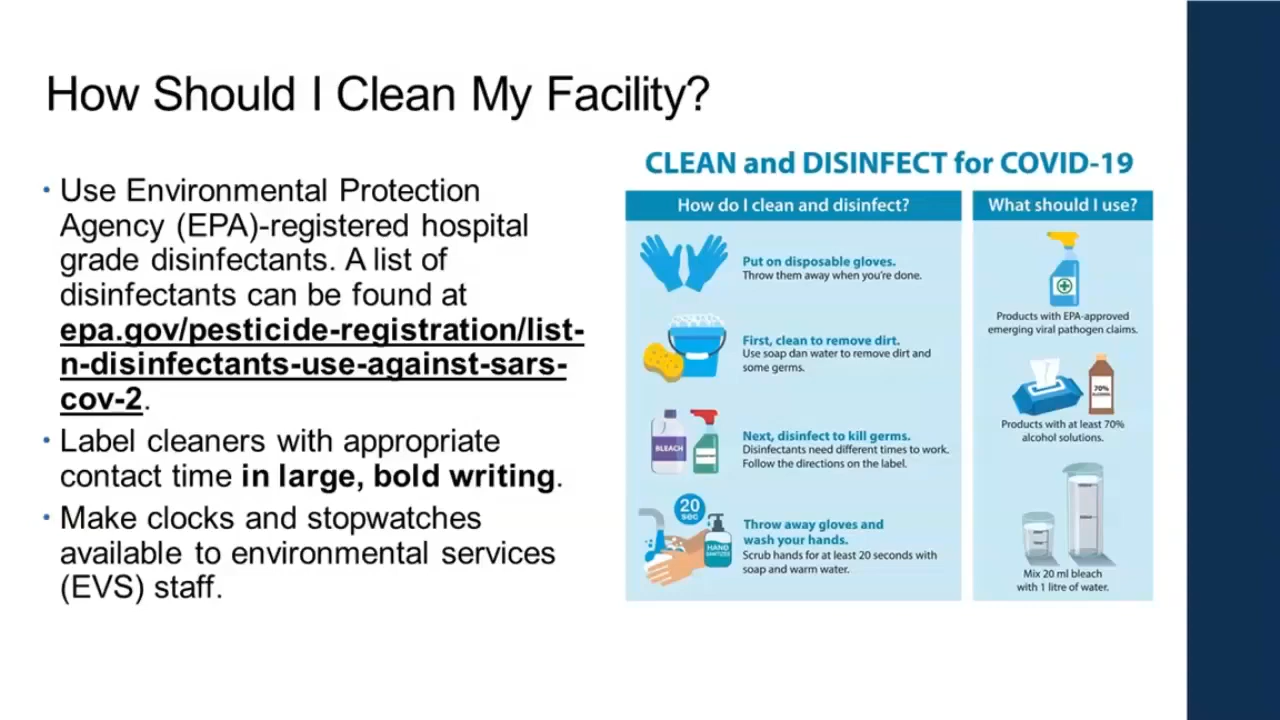 How Should I Clean My Facility?
• Use Environmental Protection
Agency (EPA)-registered hospital
grade disinfectants. A list of
disinfectants can be found at
epa.gov/pesticide-registration/list-
n-disinfectants-use-against-sars-
cov-2.
• Label cleaners with appropriate
contact time in large, bold writing.
• Make clocks and stopwatches
available to environmental services
(EVS) staff.
CLEAN and DISINFECT for COVID-19
How do I clean and disinfect?
Put on disposable gloves.
Throw them away when you're done.
First, clean to remove dirt.
Use soap dan water to remove dirt and
some germs.
BLEACH
Next, disinfect to kill germs.
Disinfectants need different times to work.
Follow the directions on the label.
20
sec
HAND
SANITIZER
Throw away gloves and
wash your hands.
Scrub hands for at least 20 seconds with
soap and warm water.
What should I use?
Products with EPA-approved
emerging viral pathogen claims.
70%
ALCOHOL
Products with at least 70%
alcohol solutions.
Mix 20 ml bleach
with 1 litre of water.